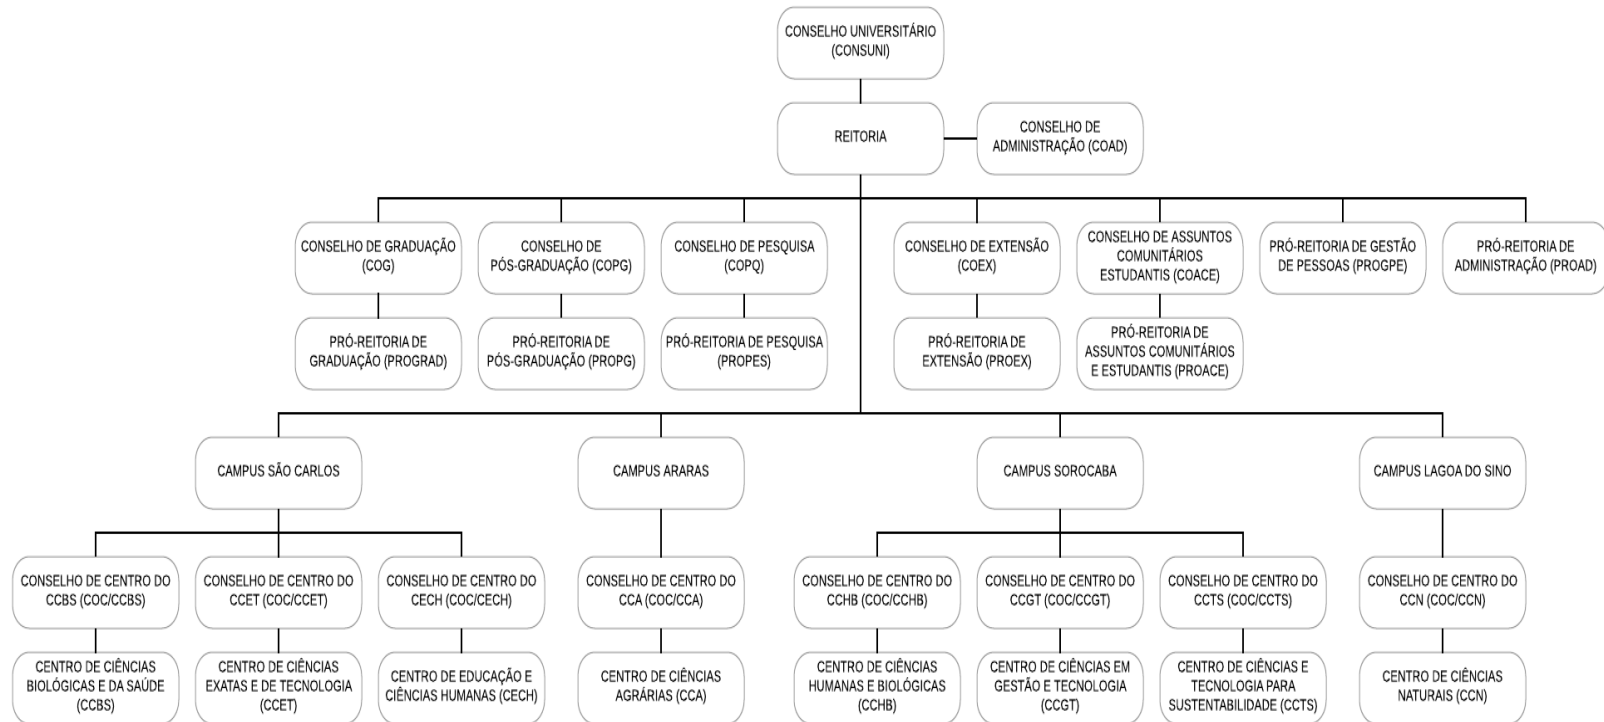 CONSELHO UNIVERSITÁRIO
(CONSUNI)
REITORIA
CONSELHO DE
ADMINISTRAÇÃO (COAD)
CONSELHO DE GRADUAÇÃO
(COG)
CONSELHO DE
PÓS-GRADUAÇÃO (COPG)
CONSELHO DE PESQUISA
(COPQ)
CONSELHO DE EXTENSÃO
(COEX)
CONSELHO DE ASSUNTOS
COMUNITÁRIOS
ESTUDANTIS (COACE)
PRÓ-REITORIA DE GESTÃO
DE PESSOAS (PROGPE)
PRÓ-REITORIA DE
ADMINISTRAÇÃO (PROAD)
PRÓ-REITORIA DE
GRADUAÇÃO (PROGRAD)
PRÓ-REITORIA DE
PÓS-GRADUAÇÃO (PROPG)
PRÓ-REITORIA DE PESQUISA
(PROPES)
PRÓ-REITORIA DE
EXTENSÃO (PROEX)
PRÓ-REITORIA DE
ASSUNTOS COMUNITÁRIOS
E ESTUDANTIS (PROACE)
CAMPUS SÃO CARLOS
CAMPUS ARARAS
CAMPUS SOROCABA
CAMPUS LAGOA DO SINO
CONSELHO DE CENTRO DO
CCBS (COC/CCBS)
CONSELHO DE CENTRO DO
CCET (COC/CCET)
CONSELHO DE CENTRO DO
CECH (COC/CECH)
CONSELHO DE CENTRO DO
CCA (COC/CCA)
CONSELHO DE CENTRO DO
CCHB (COC/CCHB)
CONSELHO DE CENTRO DO
CCGT (COC/CCGT)
CONSELHO DE CENTRO DO
CCTS (COC/CCTS)
CONSELHO DE CENTRO DO
CCN (COC/CCN)
CENTRO DE CIÊNCIAS
BIOLÓGICAS E DA SAÚDE
(CCBS)
CENTRO DE CIÊNCIAS
EXATAS E DE TECNOLOGIA
(CCET)
CENTRO DE EDUCAÇÃO E
CIÊNCIAS HUMANAS (CECH)
CENTRO DE CIÊNCIAS
AGRÁRIAS (CCA)
CENTRO DE CIÊNCIAS
HUMANAS E BIOLÓGICAS
(CCHB)
CENTRO DE CIÊNCIAS EM
GESTÃO E TECNOLOGIA
(CCGT)
CENTRO DE CIÊNCIAS E
TECNOLOGIA PARA
SUSTENTABILIDADE (CCTS)
CENTRO DE CIÊNCIAS
NATURAIS (CCN)